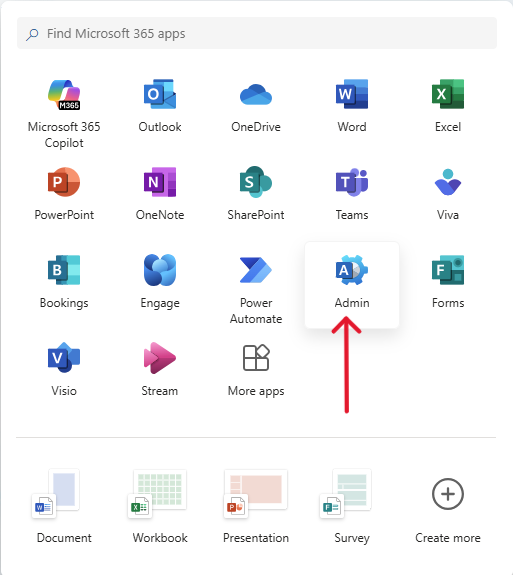 Find Microsoft 365 apps
M365
Microsoft 365
Copilot
Outlook
OneDrive
Word
Excel
PowerPoint
OneNote
SharePoint
Teams
Viva
Bookings
Engage
Power
Automate
Admin
Forms
Visio
Stream
More apps
Document
Workbook
Presentation
Survey
Create more